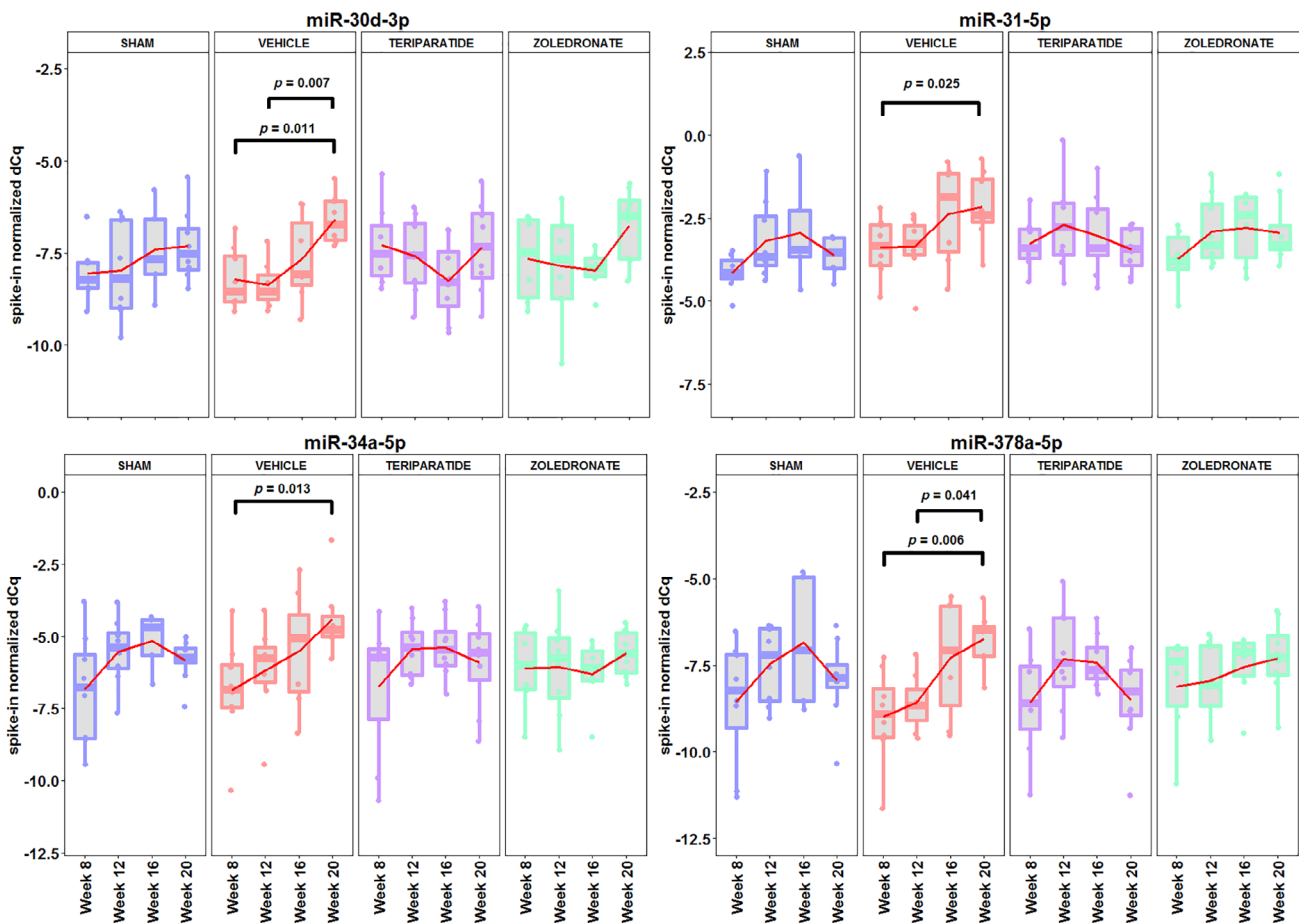 miR-30d-3p
SHAM VEHICLE TERIPARATIDE ZOLEDRONATE
spike-in normalized dCq
-2.5
-5.0
-7.5
-10.0
p = 0.007
p = 0.011
miR-31-5p
SHAM VEHICLE TERIPARATIDE ZOLEDRONATE
spike-in normalized dCq
2.5
0.0
-2.5
-5.0
-7.5
p = 0.025
miR-34a-5p
SHAM VEHICLE TERIPARATIDE ZOLEDRONATE
spike-in normalized dCq
0.0
-2.5
-5.0
-7.5
-10.0
-12.5
p = 0.013
Week 8 Week 12 Week 16 Week 20 Week 8 Week 12 Week 16 Week 20 Week 8 Week 12 Week 16 Week 20 Week 8 Week 12 Week 16 Week 20
miR-378a-5p
SHAM VEHICLE TERIPARATIDE ZOLEDRONATE
spike-in normalized dCq
-2.5
-5.0
-7.5
-10.0
-12.5
p = 0.041
p = 0.006
Week 8 Week 12 Week 16 Week 20 Week 8 Week 12 Week 16 Week 20 Week 8 Week 12 Week 16 Week 20 Week 8 Week 12 Week 16 Week 20